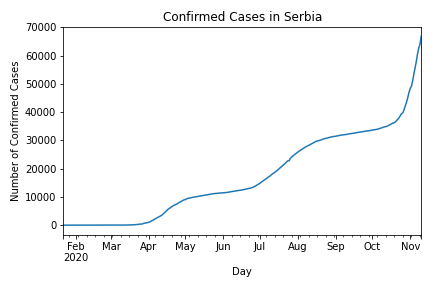 Confirmed Cases in Serbia
Number of Confirmed Cases
70000
60000
50000
40000
30000
20000
10000
0
Feb Mar Apr May Jun Jul Aug Sep Oct Nov
2020
Day